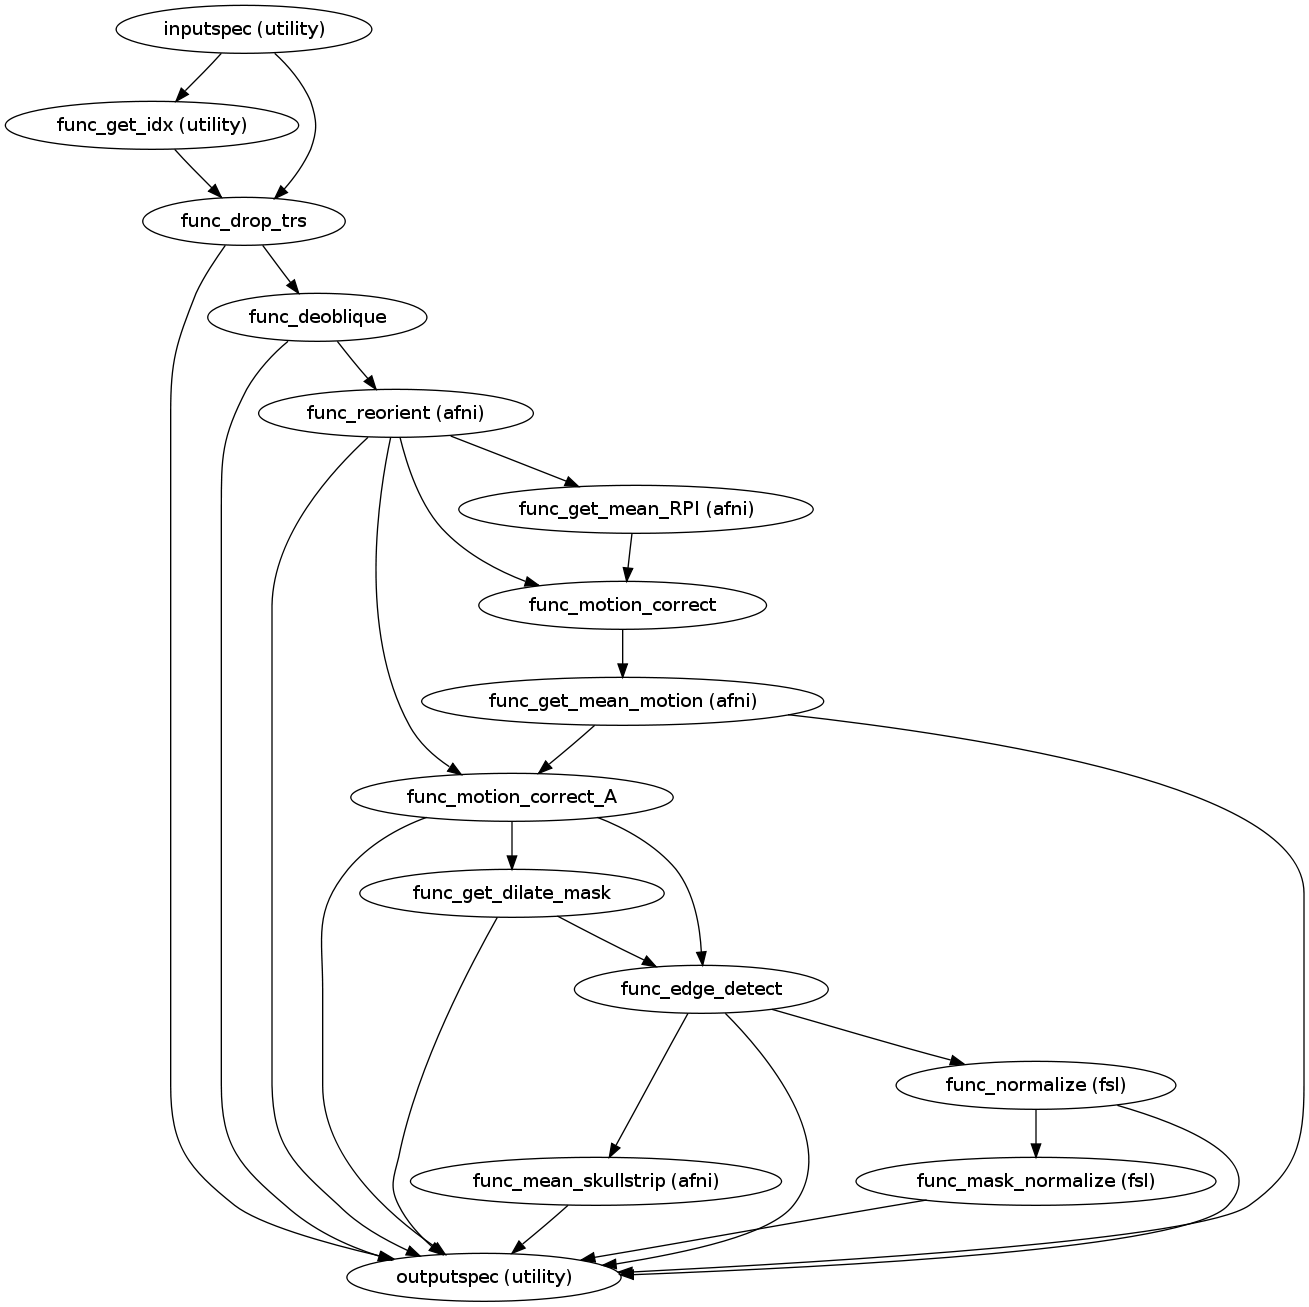 inputspec (utility)
func_get_idx (utility)
func_drop_trs
func_deoblique
func_reorient (afni)
func_get_mean_RPI (afni)
func_motion_correct
func_get_mean_motion (afni)
func_motion_correct_A
func_get_dilate_mask
func_edge_detect
func_normalize (fsl)
func_mean_skullstrip (afni)
func_mask_normalize (fsl)
outputspec (utility)